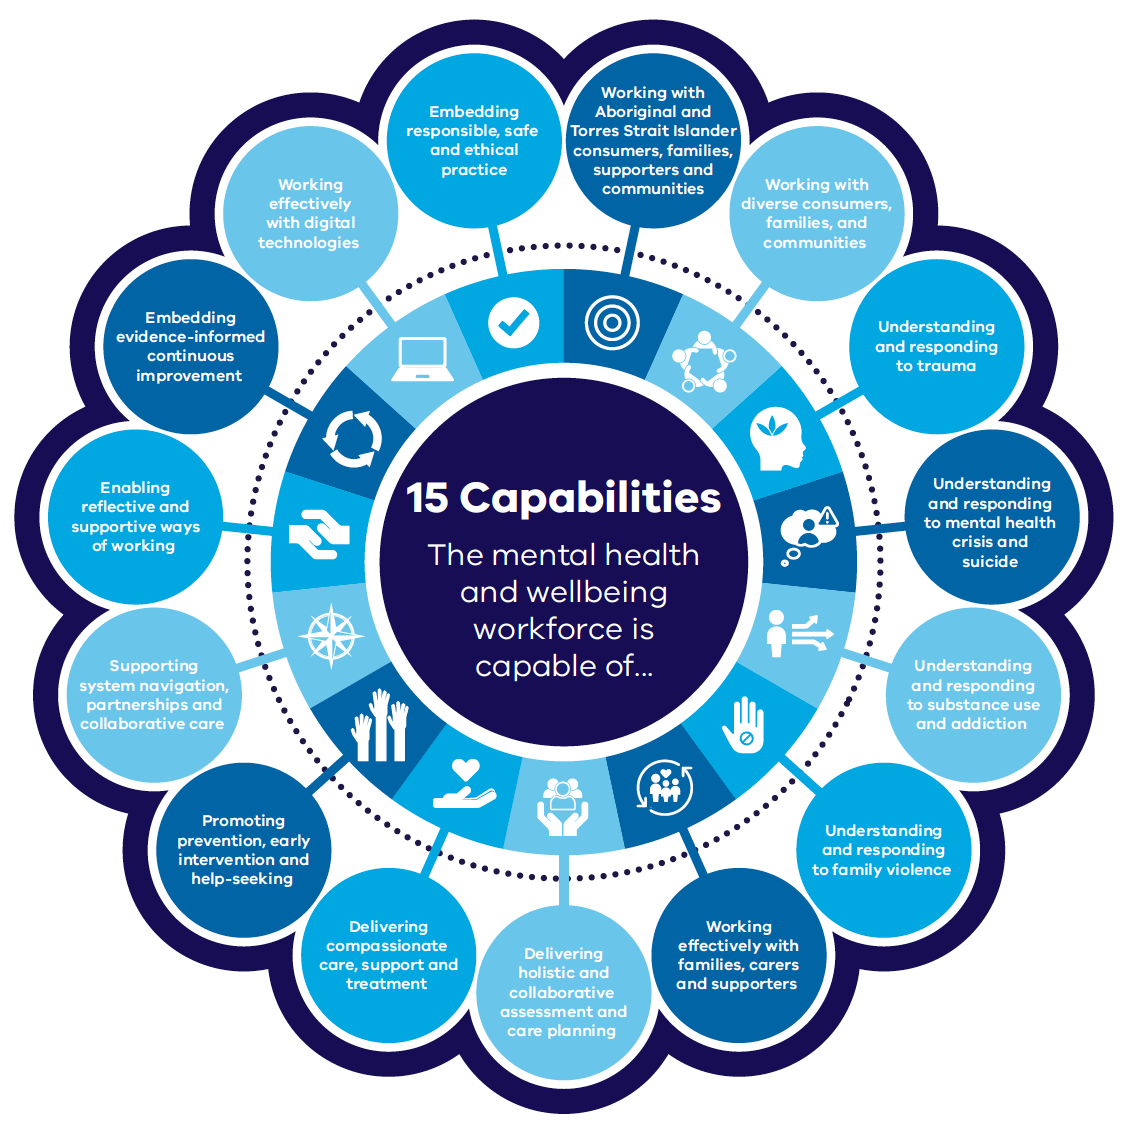 15 Capabilities
The mental health
and wellbeing
workforce is
capable of...
Working with
Aboriginal and
Torres Strait Islander
consumers, families,
supporters and
communities
Working with
diverse consumers,
families, and
communities
Understanding
and responding
to trauma
Understanding
and responding
to mental health
crisis and
suicide
Understanding
and responding
to substance use
and addiction
Understanding
and responding
to family violence
Working
effectively with
families, carers
and supporters
Delivering
holistic and
collaborative
assessment and
care planning
Delivering
compassionate
care, support and
treatment
Promoting
prevention, early
intervention and
help-seeking
Supporting
system navigation,
partnerships and
collaborative care
Enabling
reflective and
supportive ways
of working
Embedding
evidence-informed
continuous
improvement
Working
effectively
with digital
technologies
Embedding
responsible, safe
and ethical
practice